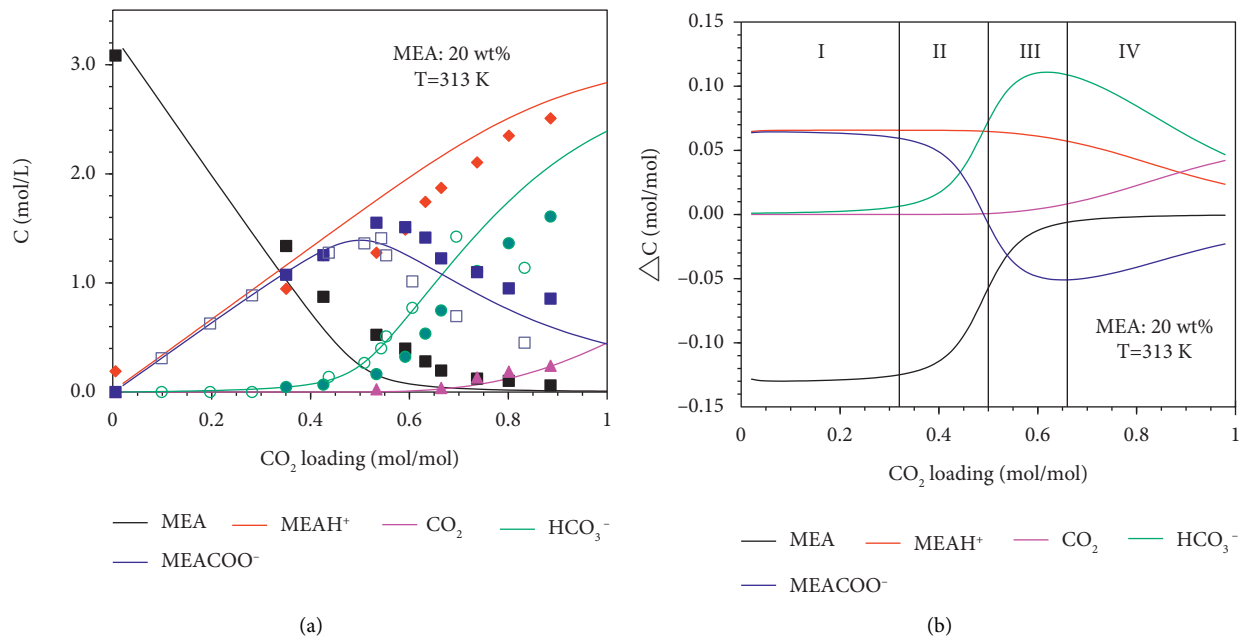 MEA: 20 wt%
T=313 K
C (mol/L)
3.0
2.0
1.0
0.0
0
0.2
0.4
0.6
0.8
1
CO₂ loading (mol/mol)
MEA
MEAH⁺
CO₂
HCO₃⁻
MEACOO⁻
(a)
I
II
III
IV
△C (mol/mol)
0.15
0.10
0.05
0.00
−0.05
−0.10
−0.15
MEA: 20 wt%
T=313 K
0
0.2
0.4
0.6
0.8
1
CO₂ loading (mol/mol)
MEA
MEAH⁺
CO₂
HCO₃⁻
MEACOO⁻
(b)